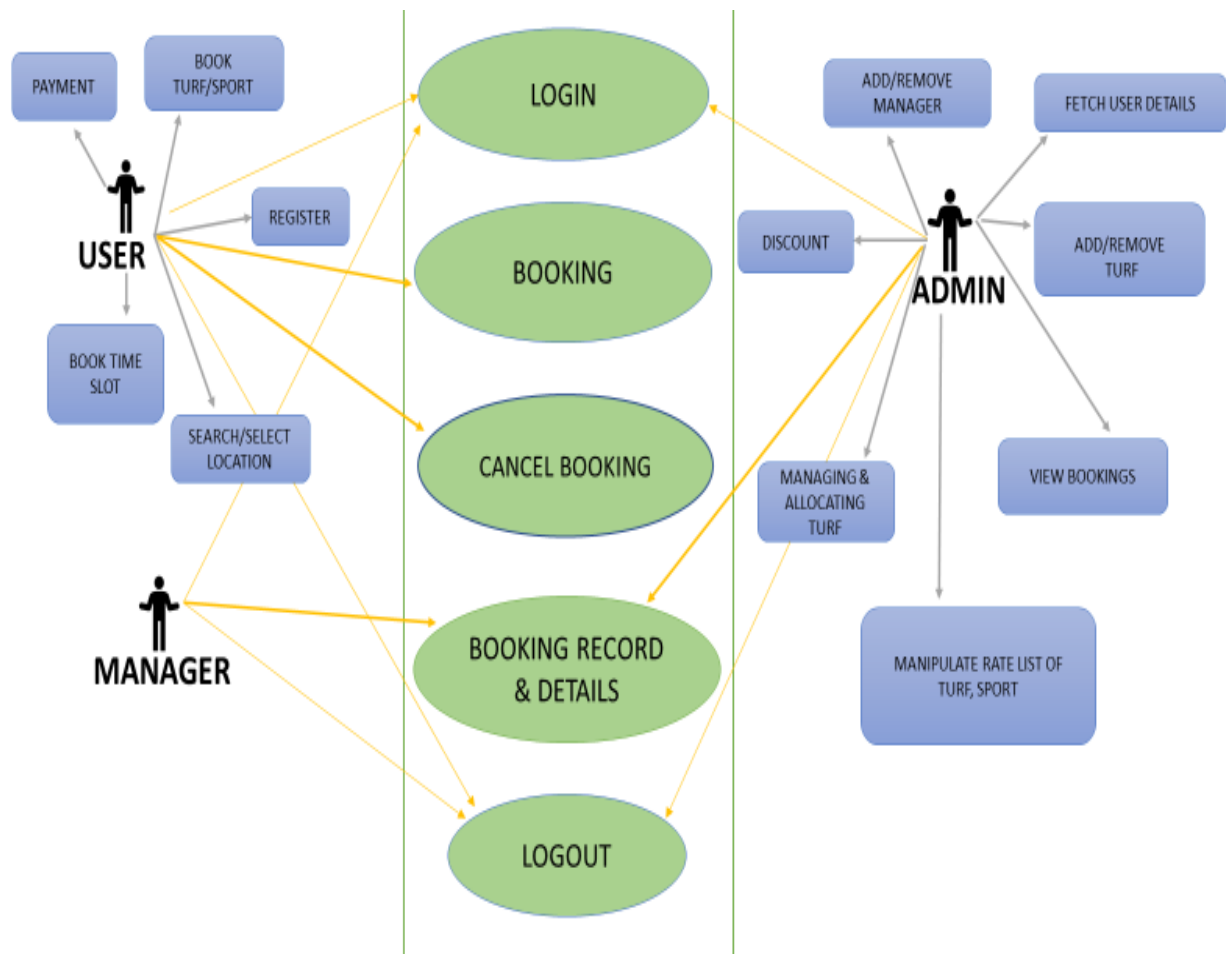 PAYMENT
BOOK
TURF/SPORT
LOGIN
ADD/REMOVE
MANAGER
FETCH USER DETAILS
USER
REGISTER
BOOKING
DISCOUNT
ADMIN
ADD/REMOVE
TURF
BOOK TIME
SLOT
SEARCH/SELECT
LOCATION
CANCEL BOOKING
MANAGING &
ALLOCATING
TURF
VIEW BOOKINGS
MANAGER
BOOKING RECORD
& DETAILS
MANIPULATE RATE LIST OF
TURF, SPORT
LOGOUT